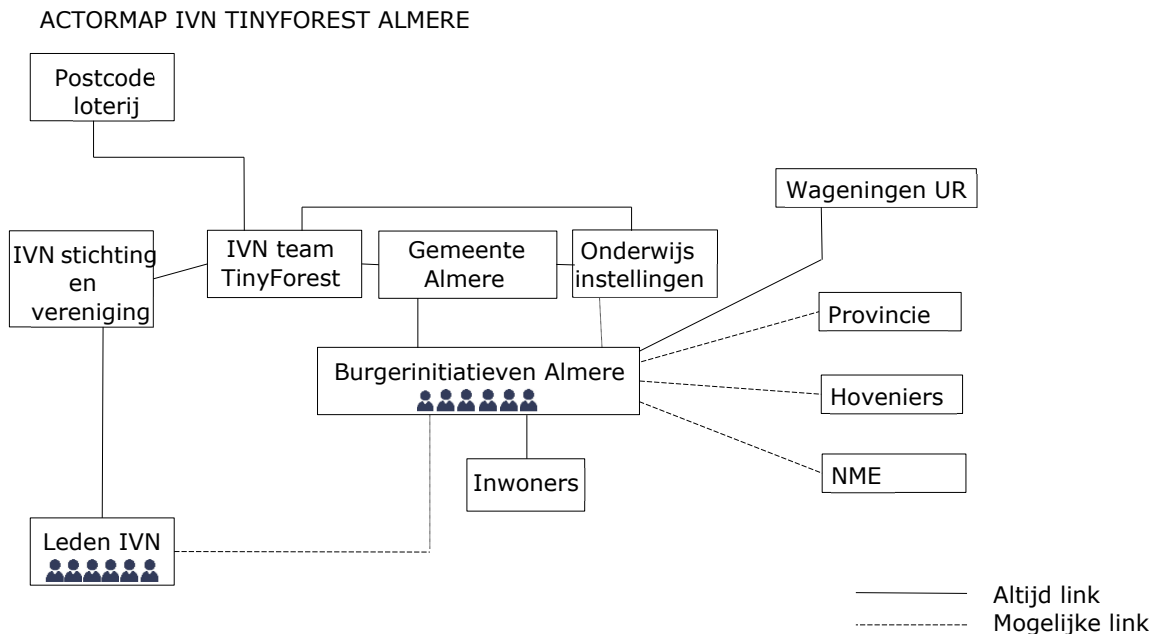 ACTORMAP IVN TINYFOREST ALMERE
Postcode
loterij
Wageningen UR
IVN stichting
en
vereniging
IVN team
TinyForest
Gemeente
Almere
Onderwijs
instellingen
Provincie
Burgerinitiatieven Almere
Hoveniers
Inwoners
NME
Leden IVN
Altijd link
Mogelijke link